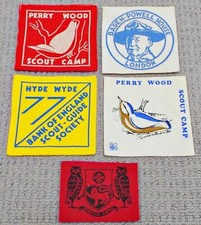 PERRY WOOD
SCOUT CAMP
BADEN-POWELL HOUSE
LONDON
HYDE WYDE
77
BANK OF ENGLAND
SCOUT-GUIDE
SOCIETY
PERRY WOOD
SCOUT CAMP